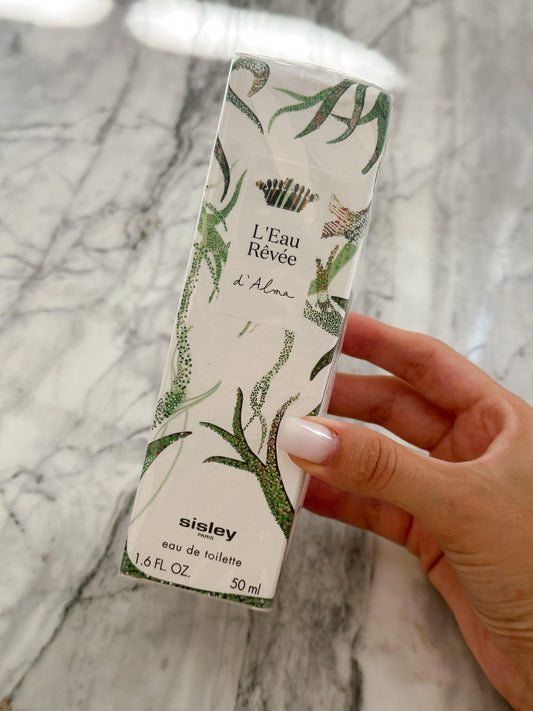 L'Eau
Rêvée
d'Alma
sisley
PARIS
eau de toilette
1.6 FL. OZ.
50 ml